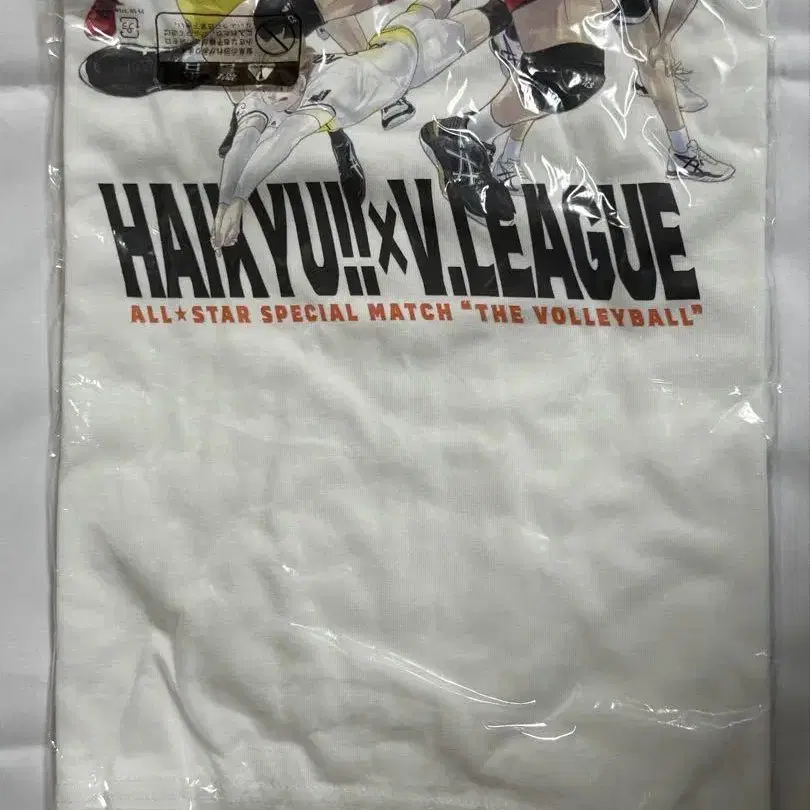 HAIKYU!!×V.LEAGUE
ALL★STAR SPECIAL MATCH "THE VOLLEYBALL"